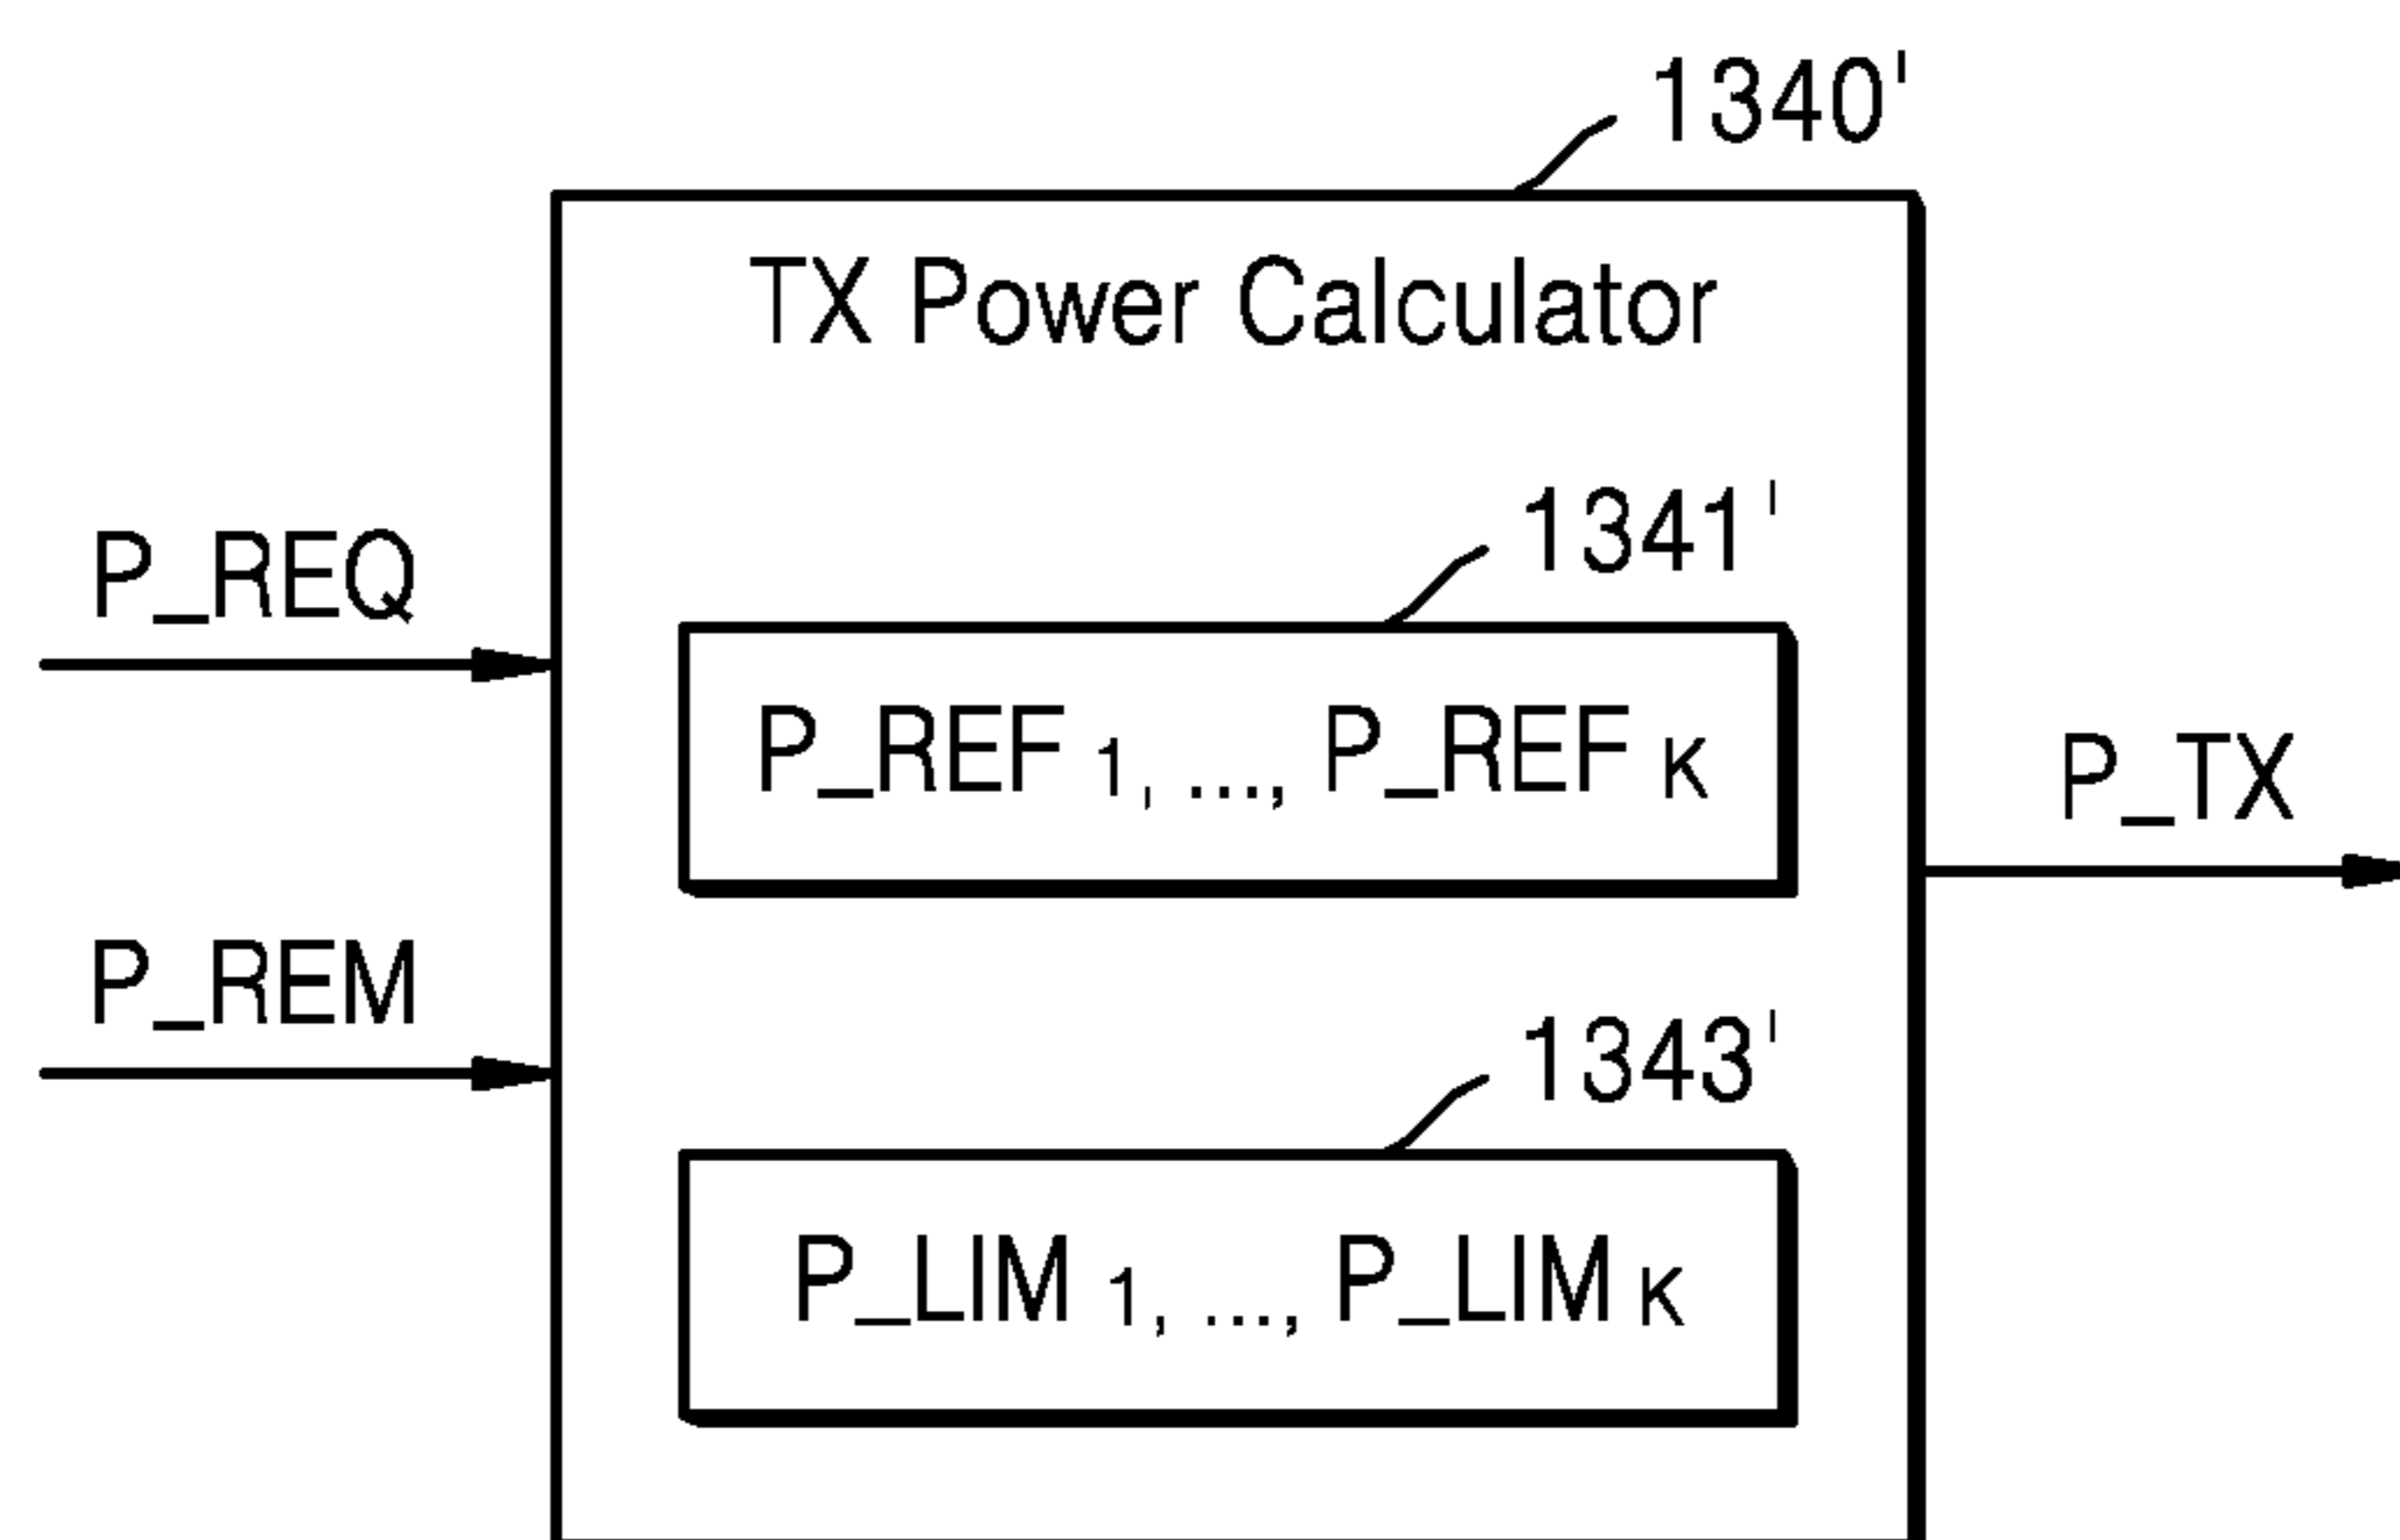 1340'
TX Power Calculator
1341'
P_REQ
P_REF 1, ..., P_REF K
P_TX
P_REM
1343'
P_LIM 1, ..., P_LIM K